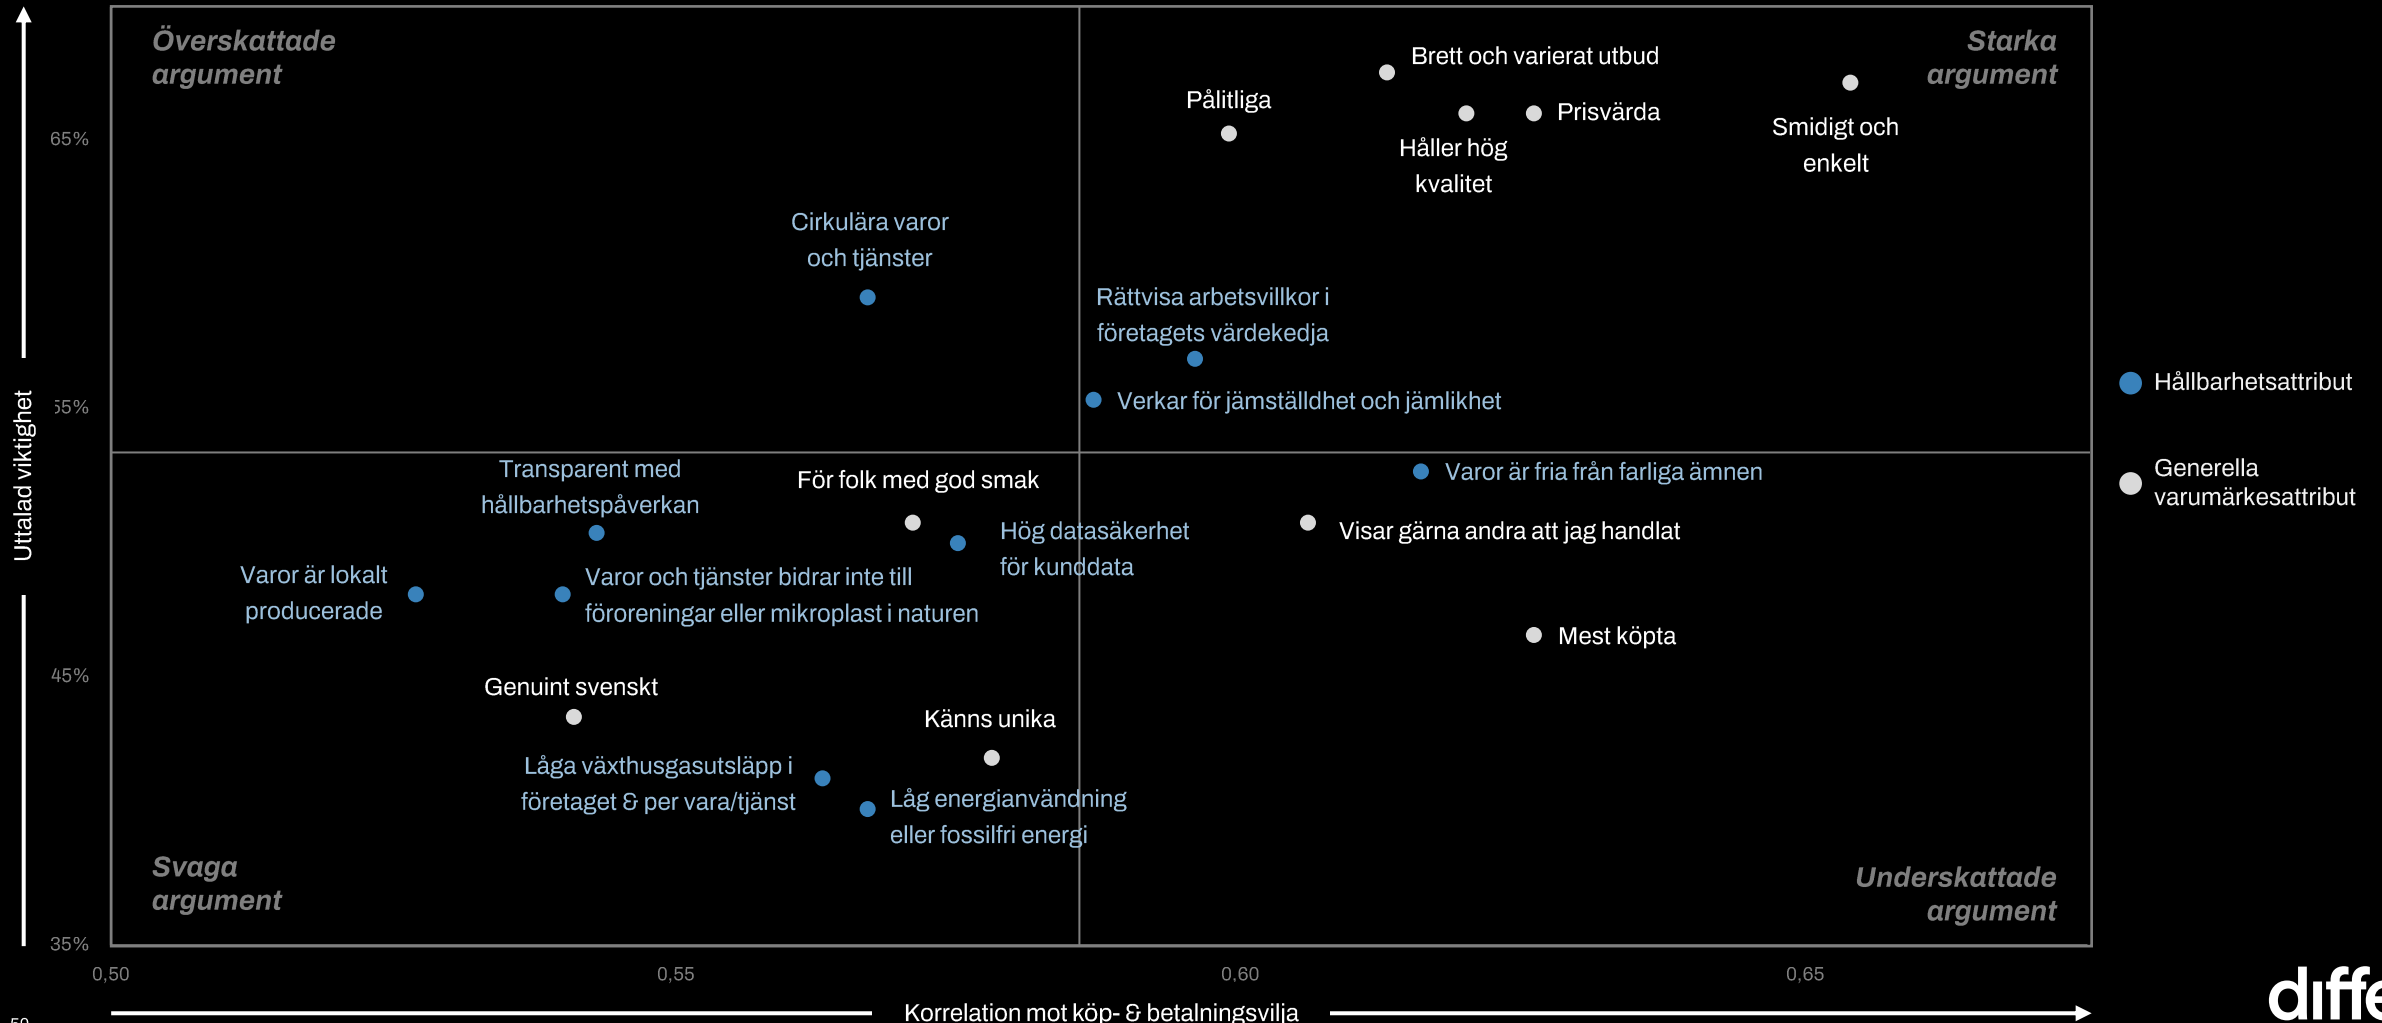 Överskattade
argument
Starka
argument
Brett och varierat utbud
Pålitliga
Prisvärda
Håller hög
kvalitet
Smidigt och
enkelt
65%
Cirkulära varor
och tjänster
Rättvisa arbetsvillkor i
företagets värdekedja
Verkar för jämställdhet och jämlikhet
55%
Uttalad viktighet
Hållbarhetsattribut
Generella
varumärkesattribut
Transparent med
hållbarhetspåverkan
För folk med god smak
Varor är fria från farliga ämnen
Hög datasäkerhet
för kunddata
Visar gärna andra att jag handlat
Varor är lokalt
producerade
Varor och tjänster bidrar inte till
föroreningar eller mikroplast i naturen
Mest köpta
45%
Genuint svenskt
Känns unika
Låga växthusgasutsläpp i
företaget & per vara/tjänst
Låg energianvändning
eller fossilfri energi
Svaga
argument
Underskattade
argument
35%
0,50
0,55
0,60
0,65
Korrelation mot köp- & betalningsvilja